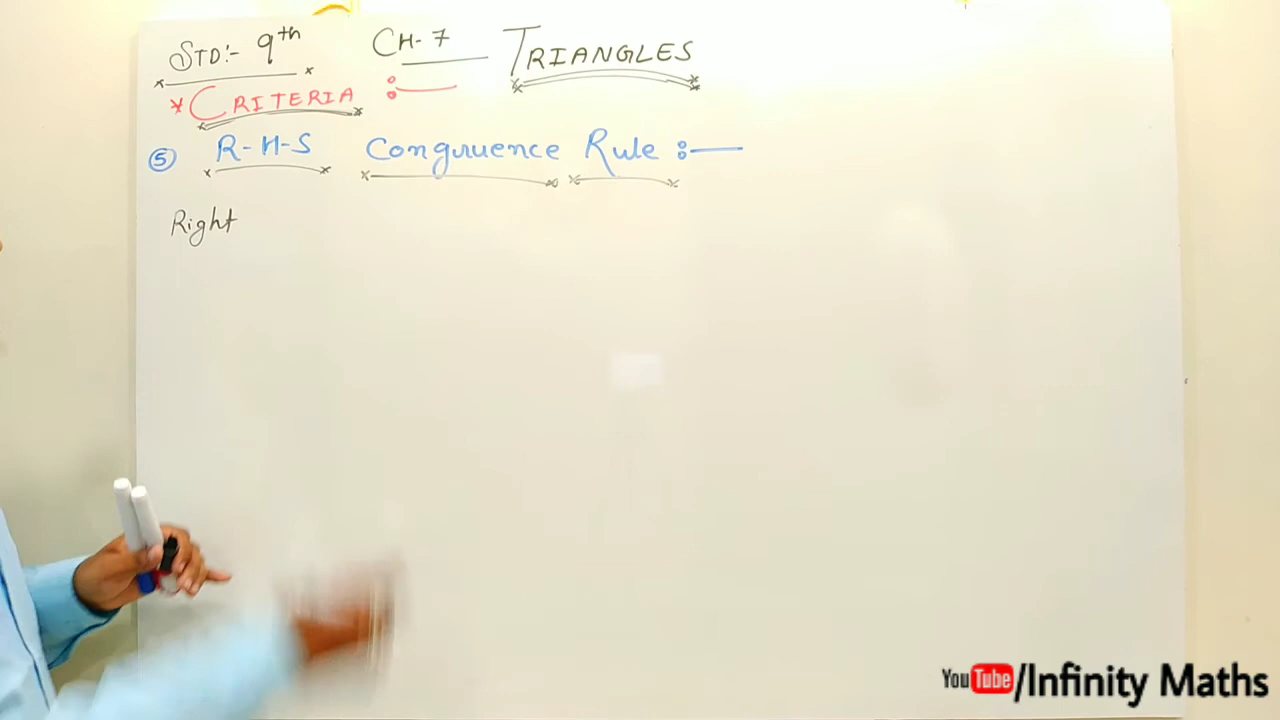 STD:- 9th CH-7 TRIANGLES
* CRITERIA :-
⑤ R-H-S Congruence Rule :-
Right
YouTube/Infinity Maths